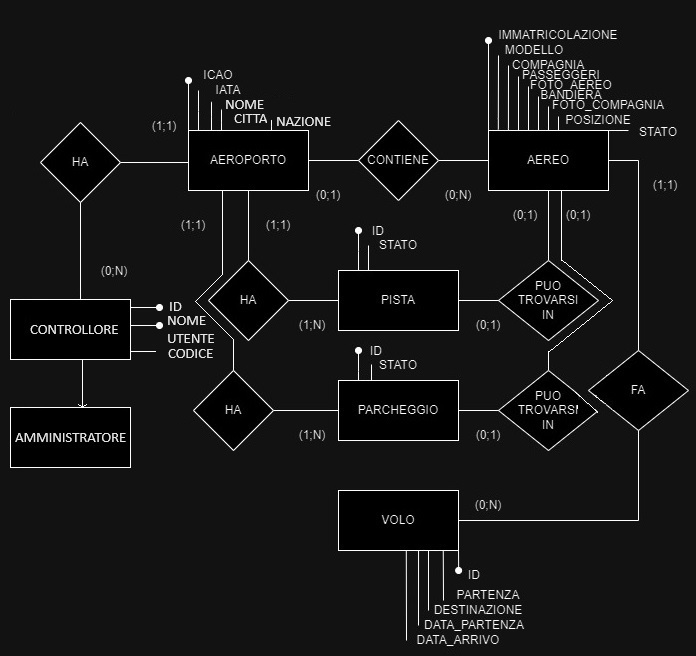 IMMATRICOLAZIONE
MODELLO
COMPAGNIA
PASSEGGERI
FOTO_AEREO
BANDIERA
FOTO_COMPAGNIA
POSIZIONE
STATO
ICAO
IATA
NOME
CITTA
NAZIONE
(1;1)
HA
AEROPORTO
CONTIENE
AEREO
(0;1)
(0;N)
(1;1)
(1;1)
(1;1)
(0;1)
(0;1)
ID
STATO
(0;N)
HA
PISTA
PUO
TROVARSI
IN
(1;N)
(0;1)
CONTROLLORE
ID
NOME
UTENTE
CODICE
ID
STATO
HA
PARCHEGGIO
PUO
TROVARSI
IN
FA
(1;N)
(0;1)
AMMINISTRATORE
VOLO
(0;N)
ID
PARTENZA
DESTINAZIONE
DATA_PARTENZA
DATA_ARRIVO